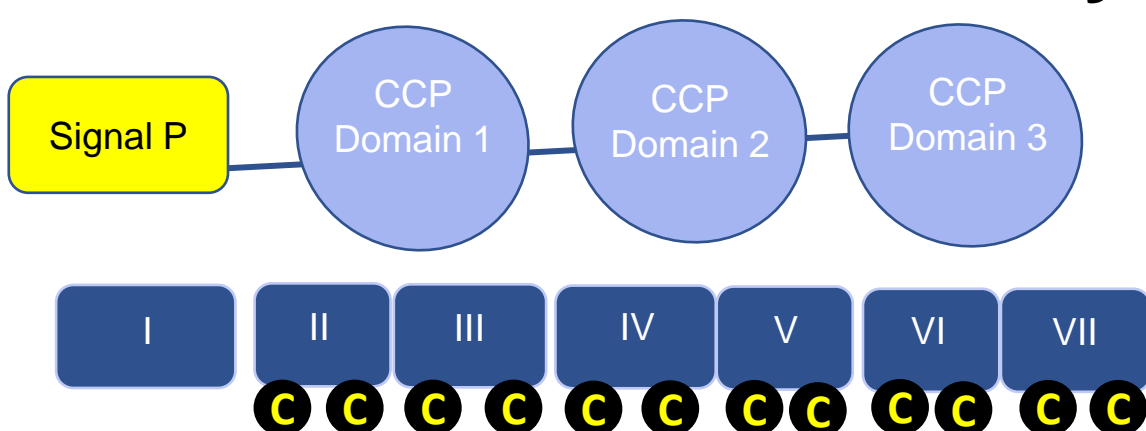 Signal P
CCP
Domain 1
CCP
Domain 2
CCP
Domain 3
I
II
III
IV
V
VI
VII
C C C C C C C C C C C C